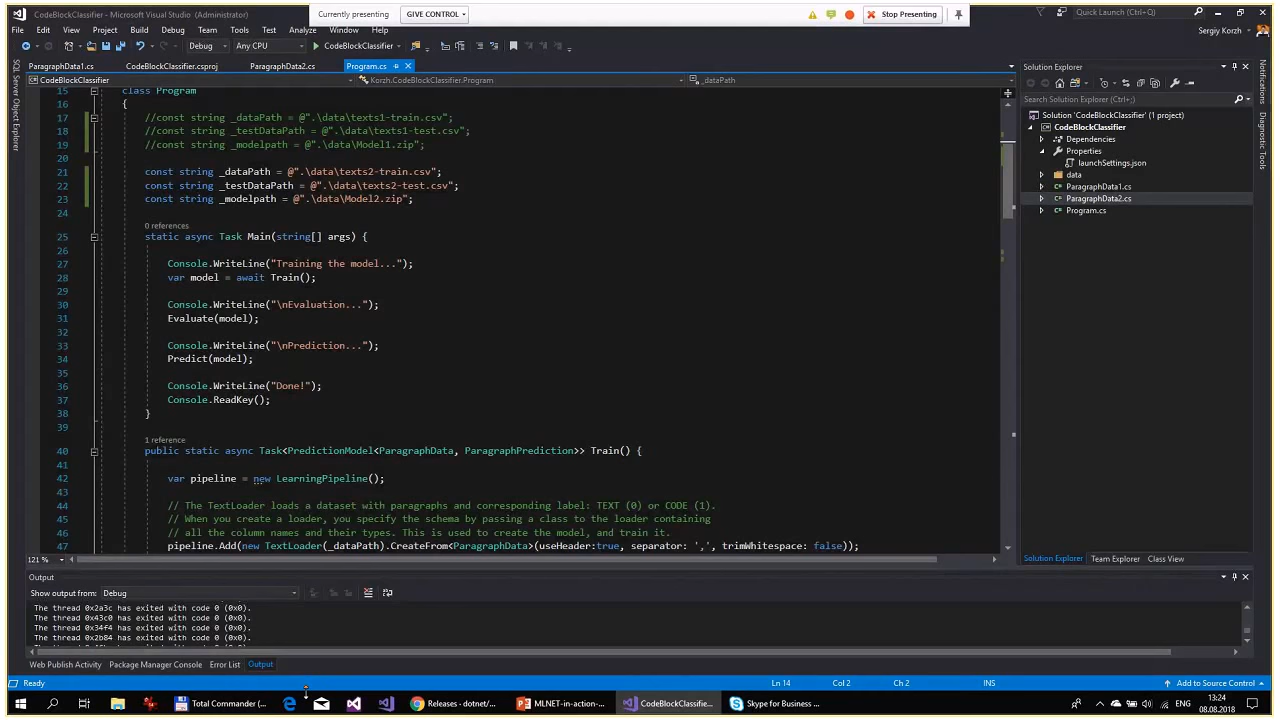 CodeBlockClassifier - Microsoft Visual Studio (Administrator)
Currently presenting
GIVE CONTROL
Stop Presenting
Quick Launch (Ctrl+Q)
File Edit View Project Build Debug Team Tools Test Analyze Window Help
Sergiy Korzh
Debug Any CPU CodeBlockClassifier
ParagraphData1.cs CodeBlockClassifier.csproj ParagraphData2.cs Program.cs
CodeBlockClassifier Korzh.CodeBlockClassifier.Program _dataPath
15 class Program
16 {
17 //const string _dataPath = @".\data\texts1-train.csv";
18 //const string _testDataPath = @".\data\texts1-test.csv";
19 //const string _modelpath = @".\data\Model1.zip";
20
21 const string _dataPath = @".\data\texts2-train.csv";
22 const string _testDataPath = @".\data\texts2-test.csv";
23 const string _modelpath = @".\data\Model2.zip";
24
0 references
25 static async Task Main(string[] args) {
26
27 Console.WriteLine("Training the model...");
28 var model = await Train();
29
30 Console.WriteLine("\nEvaluation...");
31 Evaluate(model);
32
33 Console.WriteLine("\nPrediction...");
34 Predict(model);
35
36 Console.WriteLine("Done!");
37 Console.ReadKey();
38 }
39
1 reference
40 public static async Task<PredictionModel<ParagraphData, ParagraphPrediction>> Train() {
41
42 var pipeline = new LearningPipeline();
43
44 // The TextLoader loads a dataset with paragraphs and corresponding label: TEXT (0) or CODE (1).
45 // When you create a loader, you specify the schema by passing a class to the loader containing
46 // all the column names and their types. This is used to create the model, and train it.
47 pipeline.Add(new TextLoader(_dataPath).CreateFrom<ParagraphData>(useHeader:true, separator: ',', trimWhitespace: false));
121 %
SQL Server Object Explorer
Solution Explorer
Search Solution Explorer (Ctrl+;)
Solution 'CodeBlockClassifier' (1 project)
CodeBlockClassifier
Dependencies
Properties
launchSettings.json
data
ParagraphData1.cs
ParagraphData2.cs
Program.cs
Solution Explorer Team Explorer Class View
Notifications
Diagnostic Tools
Output
Show output from: Debug
The thread 0x2a3c has exited with code 0 (0x0).
The thread 0x43c0 has exited with code 0 (0x0).
The thread 0x34f4 has exited with code 0 (0x0).
The thread 0x2b84 has exited with code 0 (0x0).
Web Publish Activity Package Manager Console Error List Output
Ready Ln 14 Col 2 Ch 2 INS Add to Source Control
Total Commander (... Releases - dotnet/... MLNET-in-action-... CodeBlockClassifie... Skype for Business ...
ENG
13:24
08.08.2018